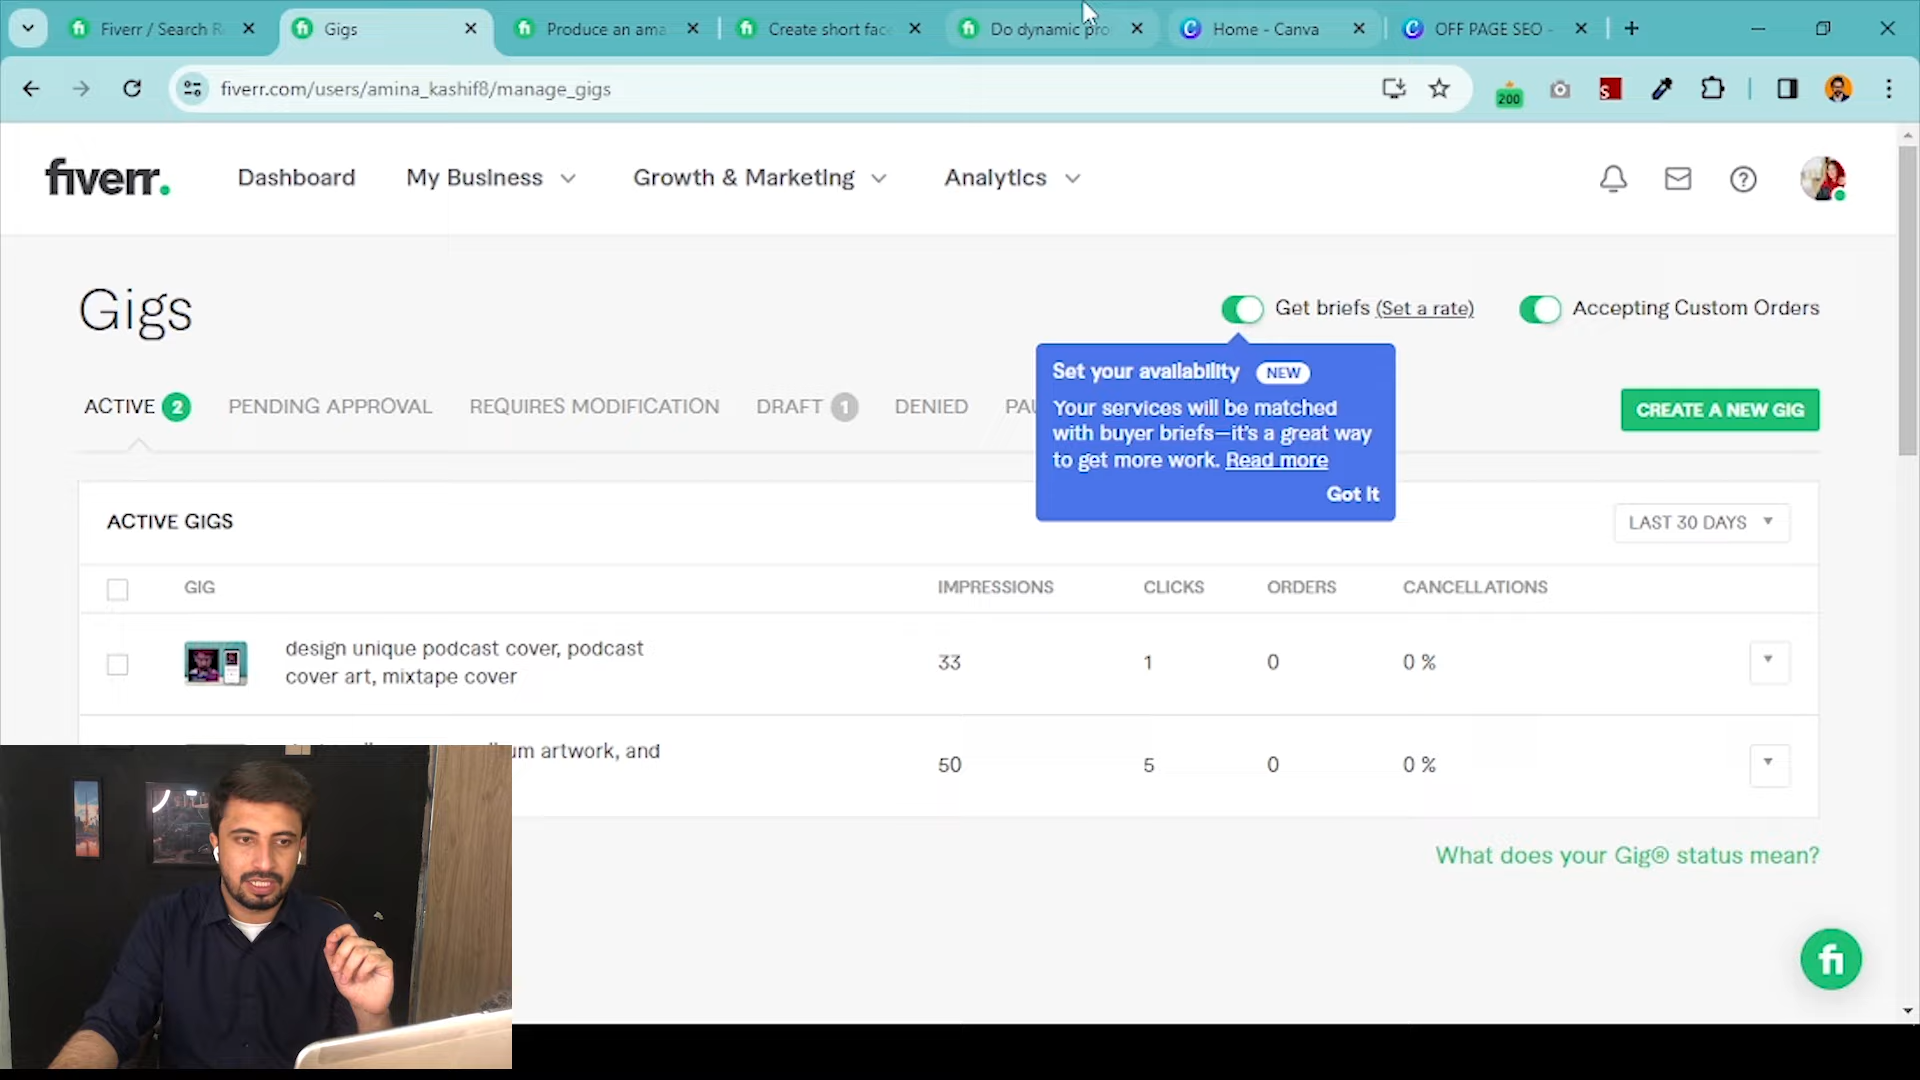 Fiverr / Search Re
Gigs
Produce an ama
Create short face
Do dynamic pro
Home - Canva
OFF PAGE SEO -
fiverr.com/users/amina_kashif8/manage_gigs
200
fiverr.
Dashboard
My Business
Growth & Marketing
Analytics
Gigs
Get briefs (Set a rate)
Accepting Custom Orders
Set your availability NEW
Your services will be matched
with buyer briefs—it's a great way
to get more work. Read more
Got it
ACTIVE 2
PENDING APPROVAL
REQUIRES MODIFICATION
DRAFT 1
DENIED
PAU
CREATE A NEW GIG
ACTIVE GIGS
LAST 30 DAYS
GIG
IMPRESSIONS
CLICKS
ORDERS
CANCELLATIONS
design unique podcast cover, podcast
cover art, mixtape cover
33
1
0
0 %
artwork, and
50
5
0
0 %
What does your Gig® status mean?
fi